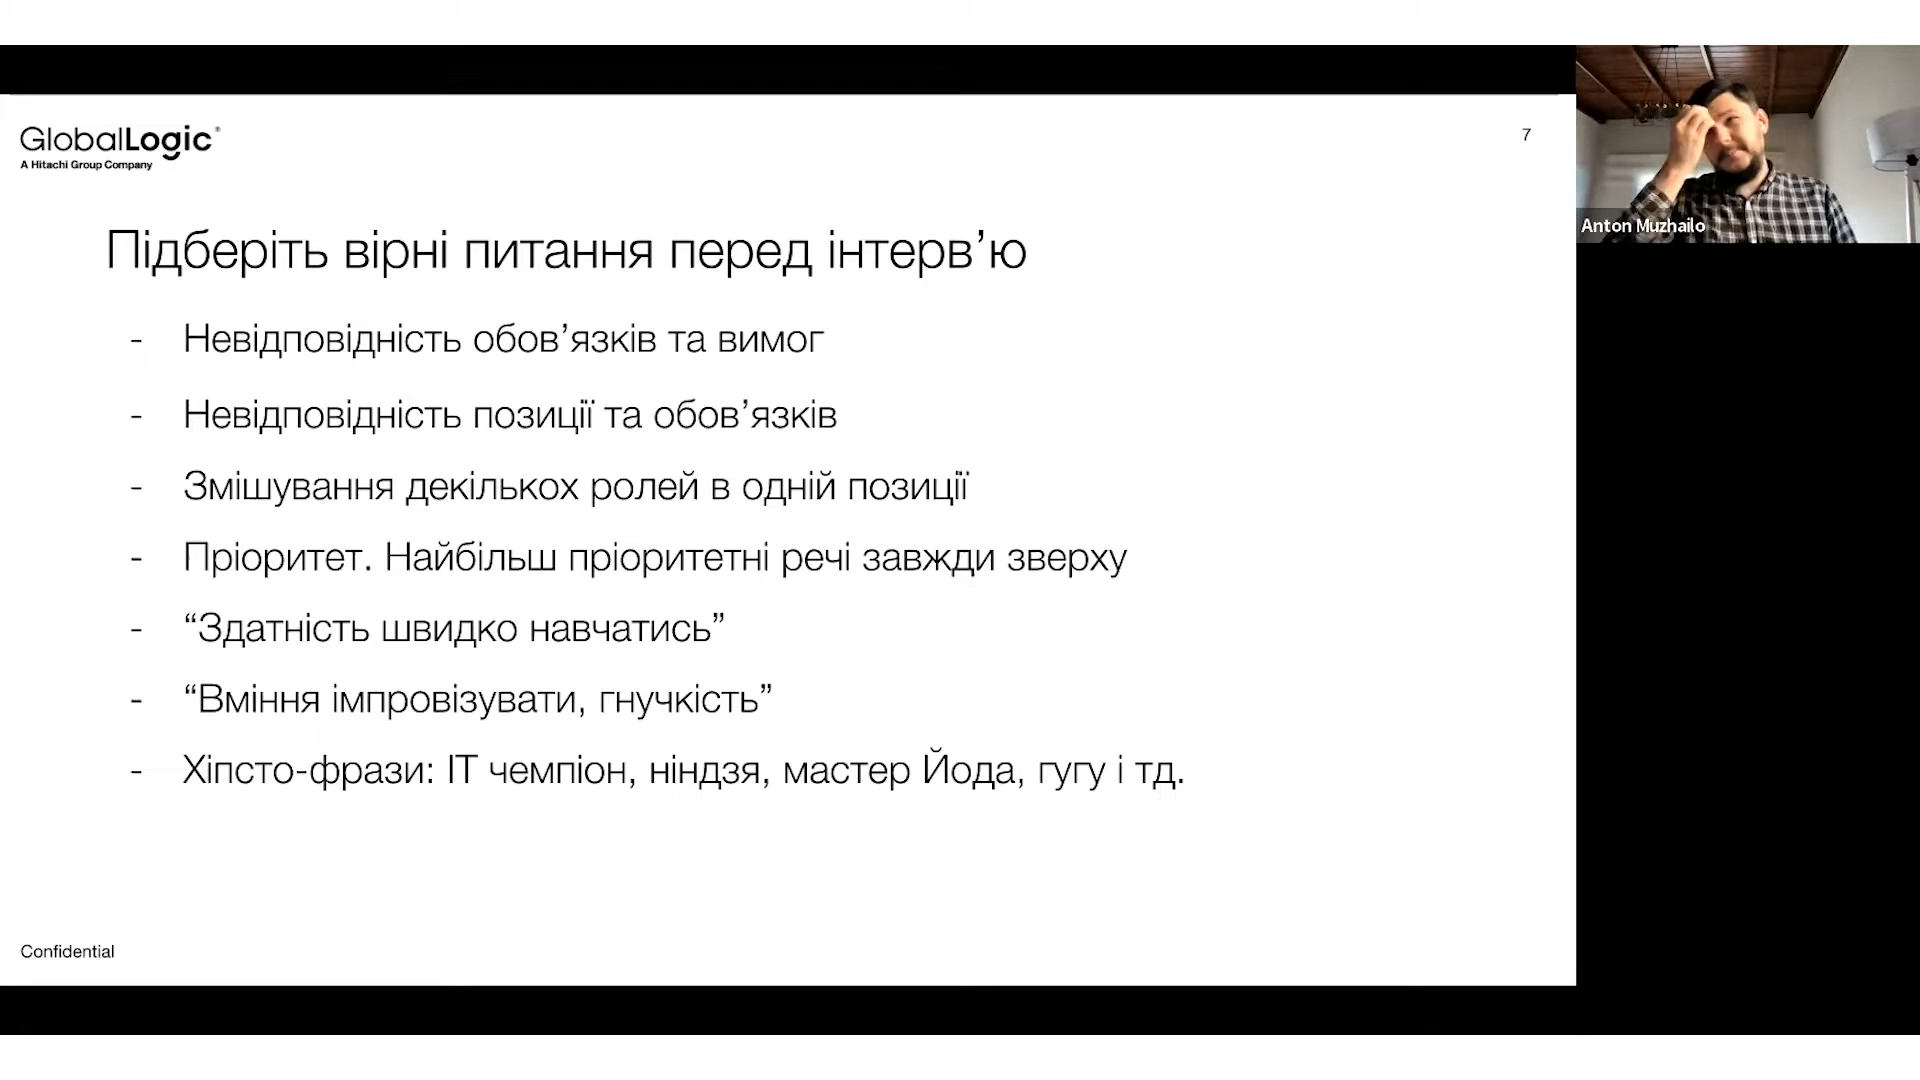 GlobalLogic®
A Hitachi Group Company
7
Anton Muzhailo
Підберіть вірні питання перед інтерв’ю
- Невідповідність обов’язків та вимог
- Невідповідність позиції та обов’язків
- Змішування декількох ролей в одній позиції
- Пріоритет. Найбільш пріоритетні речі завжди зверху
- “Здатність швидко навчатись”
- “Вміння імпровізувати, гнучкість”
- Хіпсто-фрази: ІТ чемпіон, ніндзя, мастер Йода, гугу і тд.
Confidential